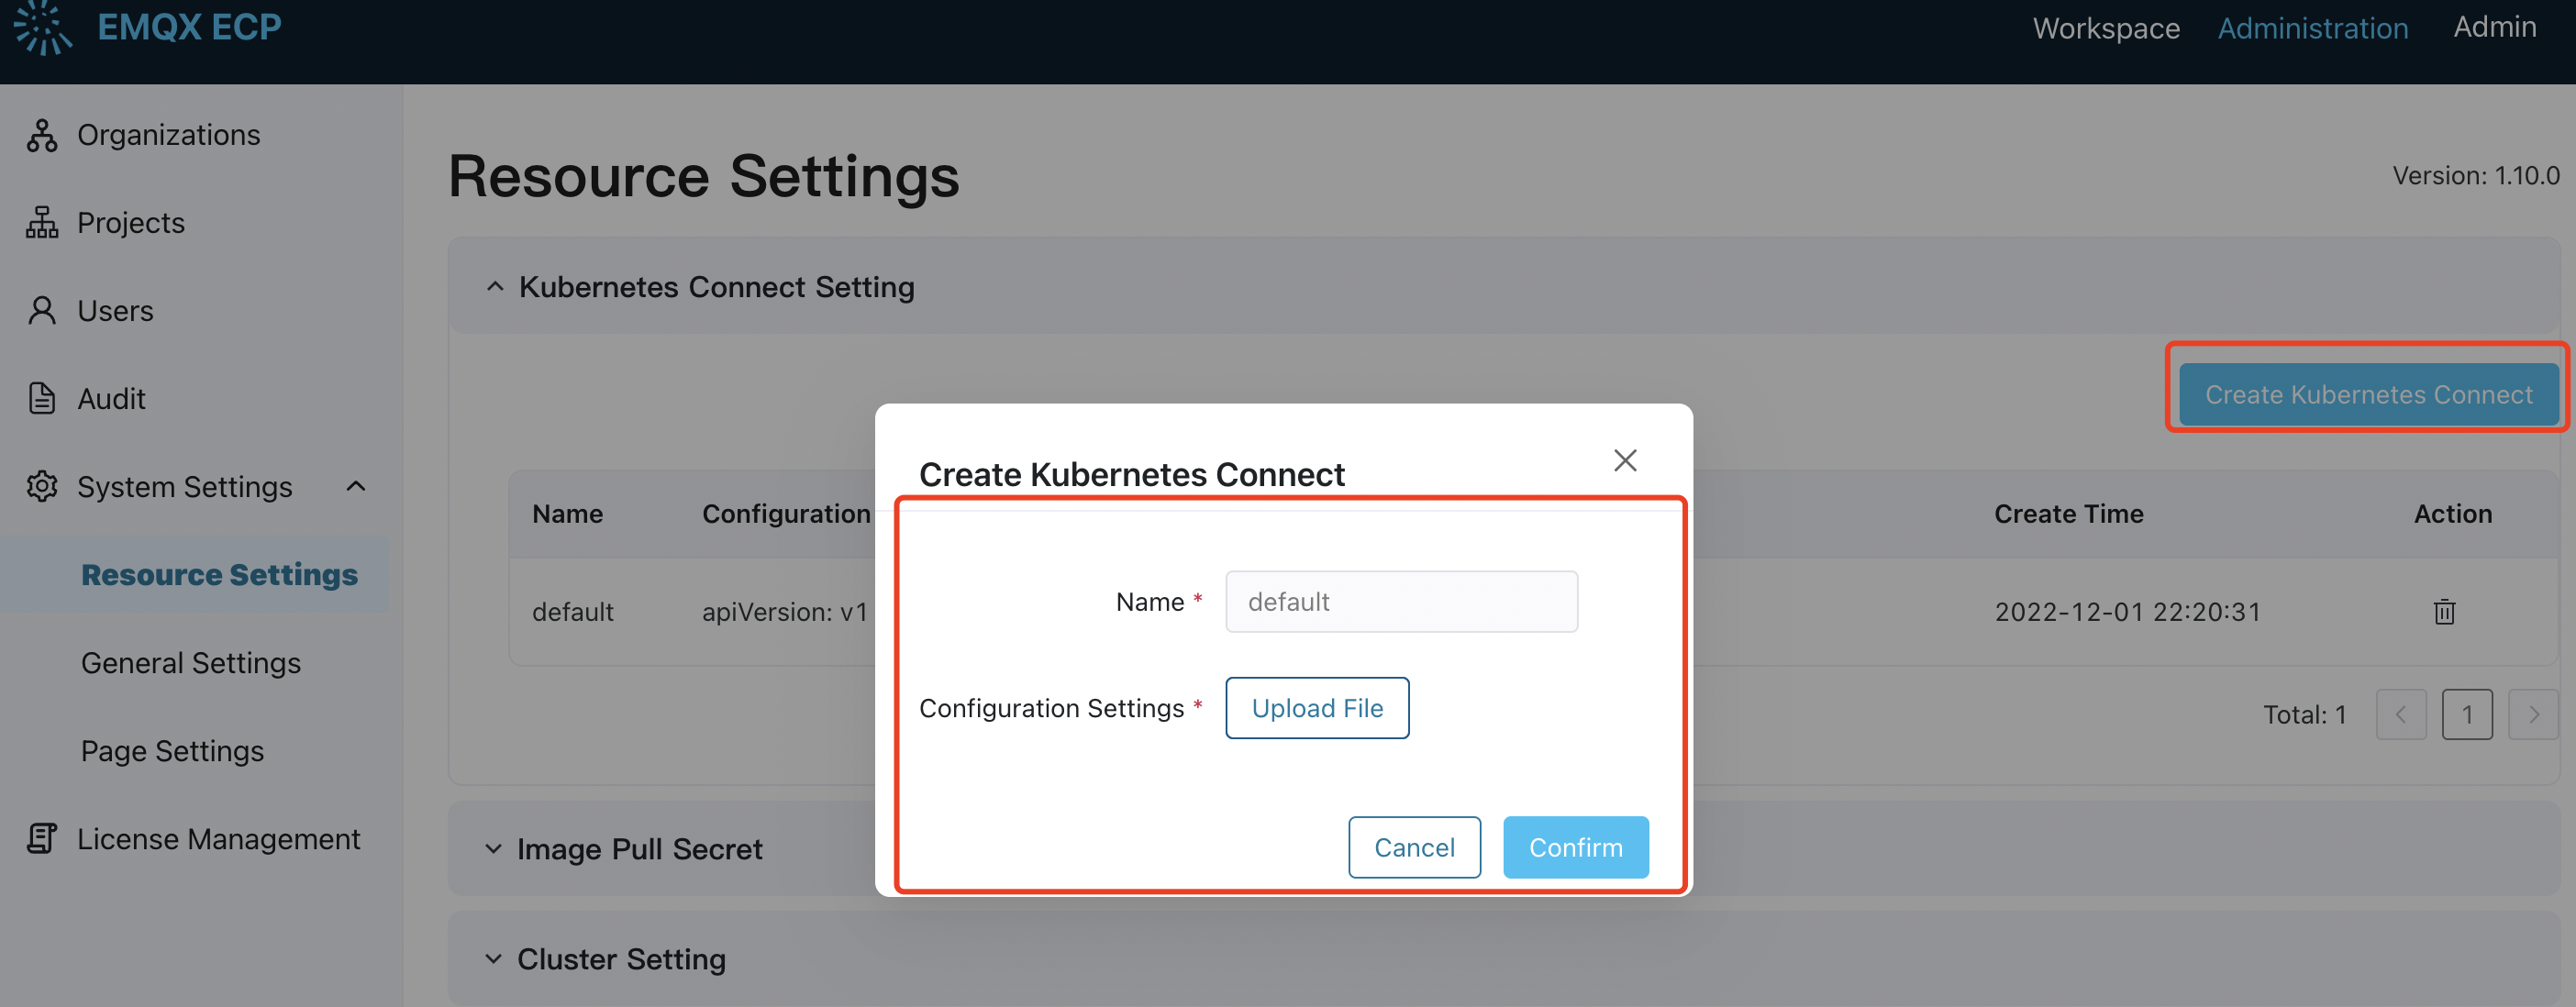 EMQX ECP
Workspace Administration Admin
Organizations
Projects
Users
Audit
System Settings
Resource Settings
General Settings
Page Settings
License Management
Resource Settings
Version: 1.10.0
Kubernetes Connect Setting
Create Kubernetes Connect
Name Configuration Create Time Action
default apiVersion: v1 2022-12-01 22:20:31
Total: 1 1
Image Pull Secret
Cluster Setting
Create Kubernetes Connect
Name * default
Configuration Settings * Upload File
Cancel Confirm